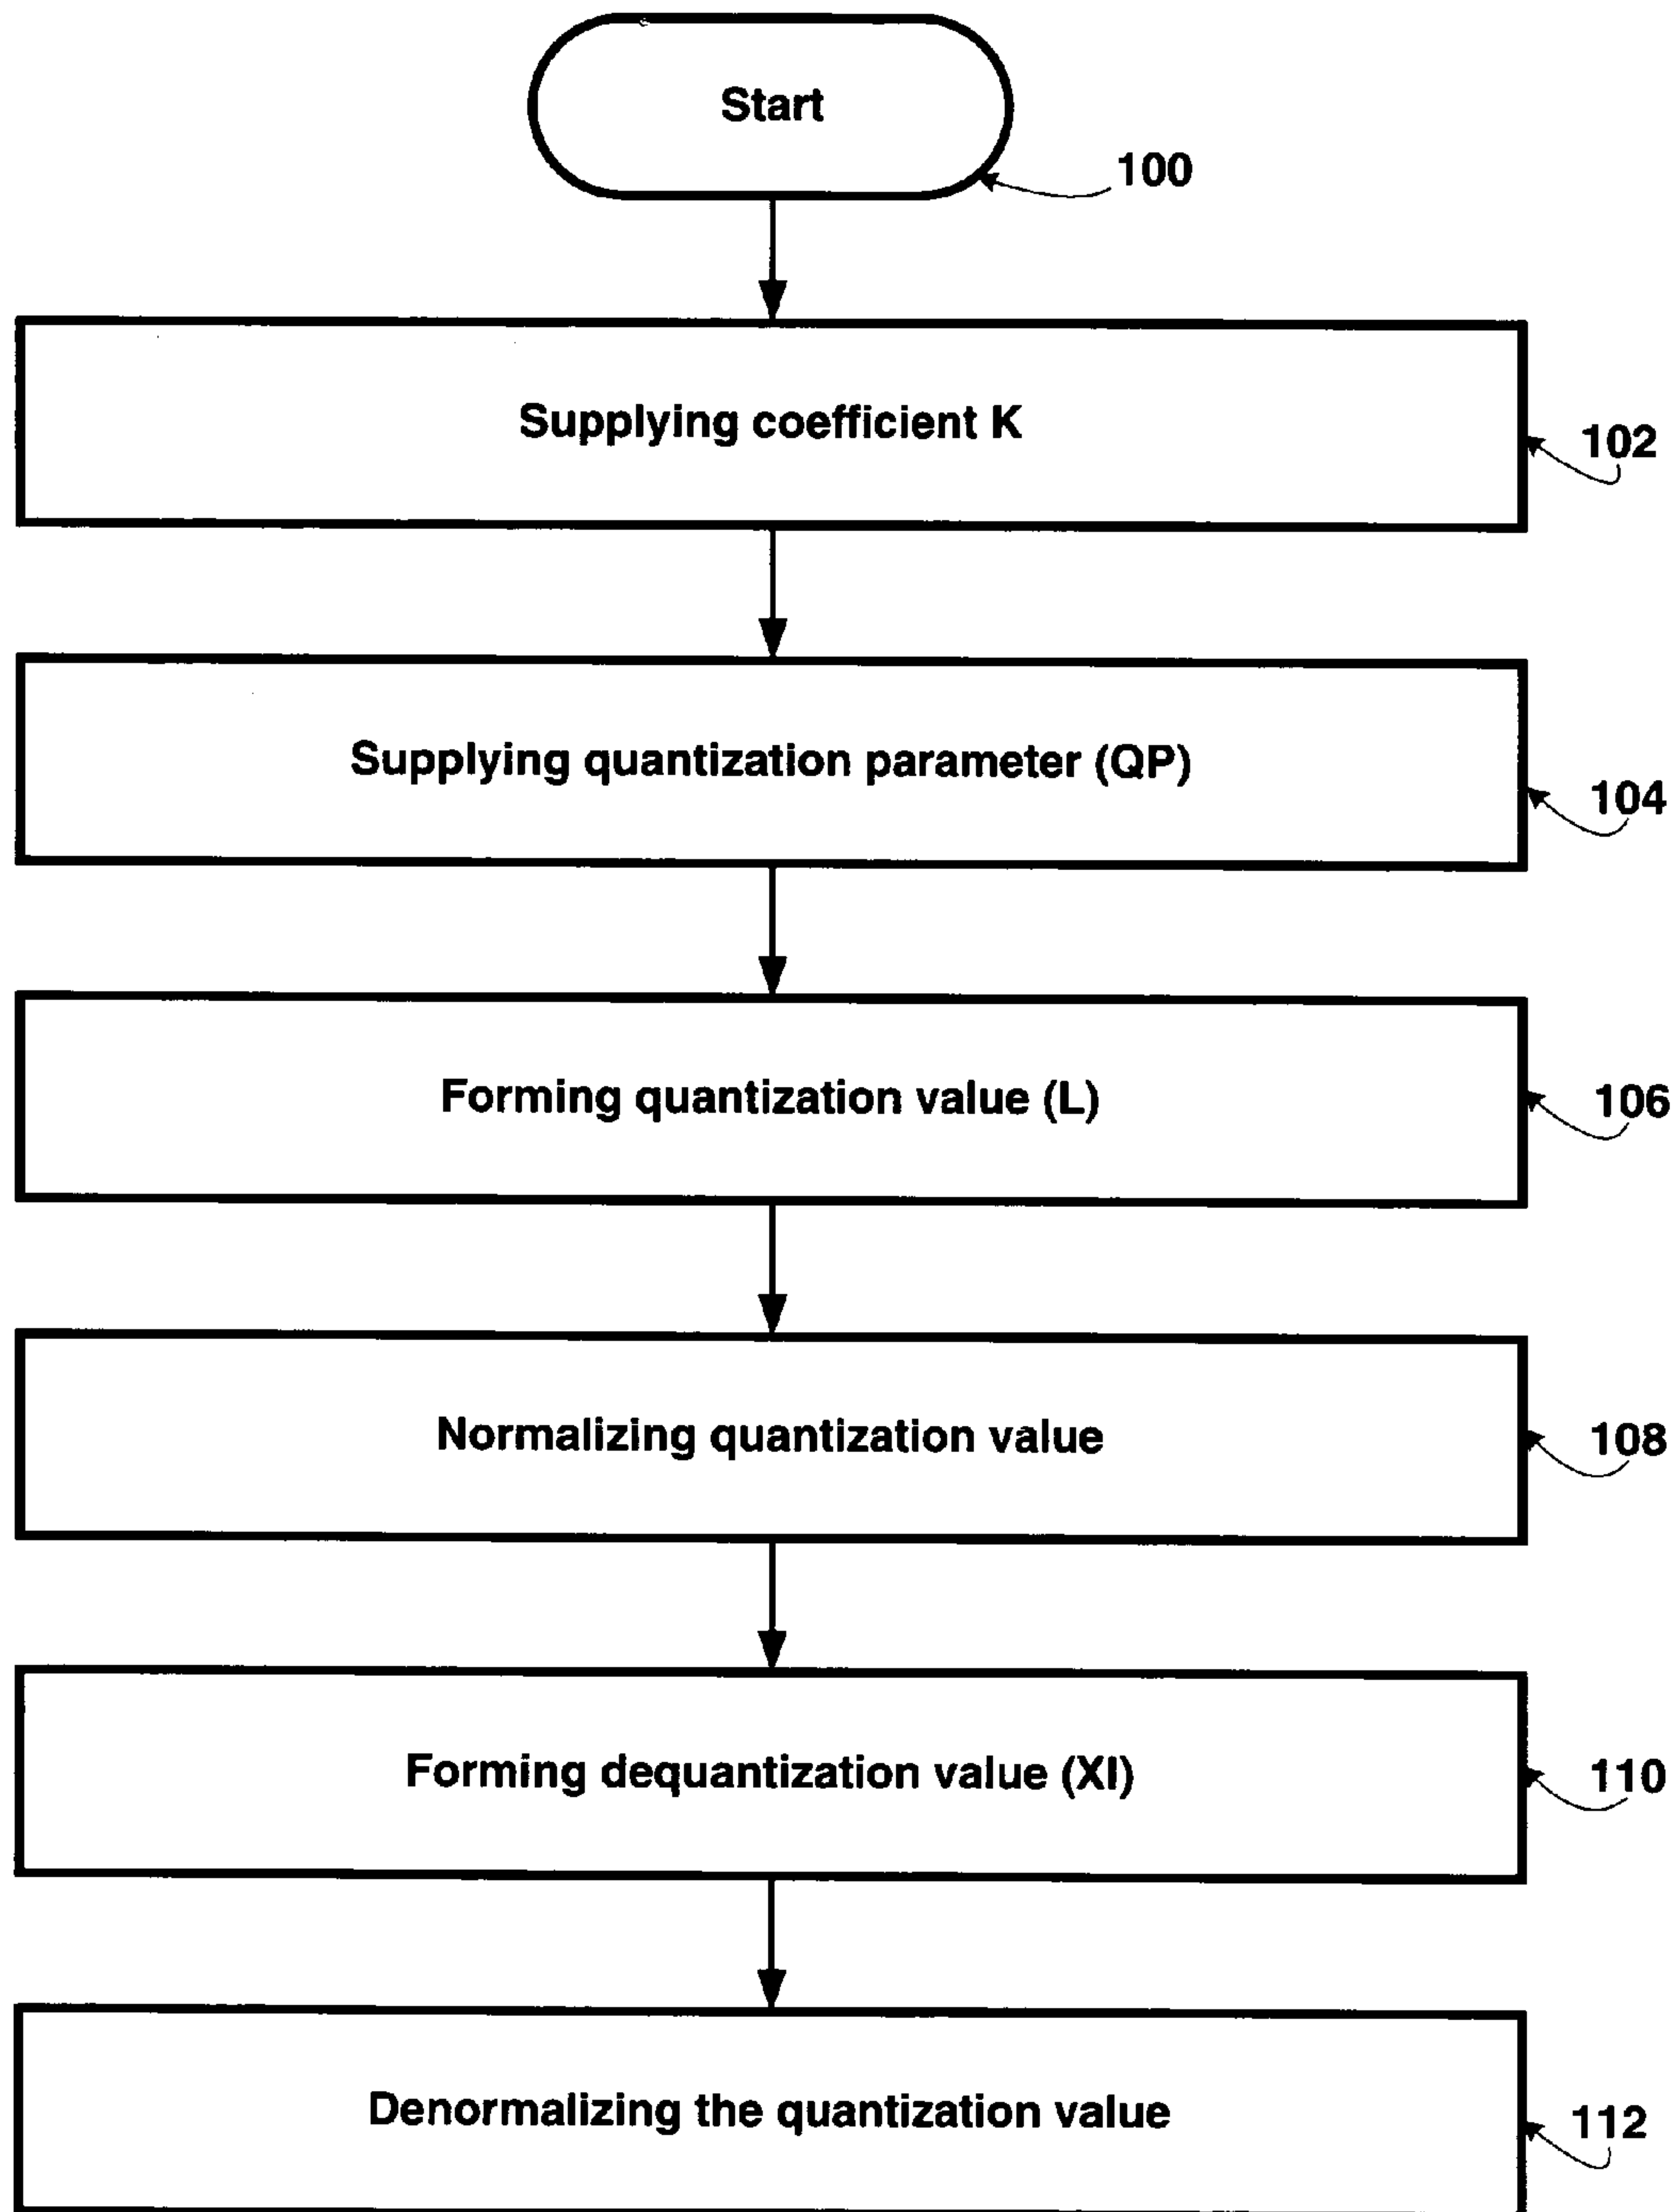 Start
100
Supplying coefficient K
102
Supplying quantization parameter (QP)
104
Forming quantization value (L)
106
Normalizing quantization value
108
Forming dequantization value (XI)
110
Denormalizing the quantization value
112